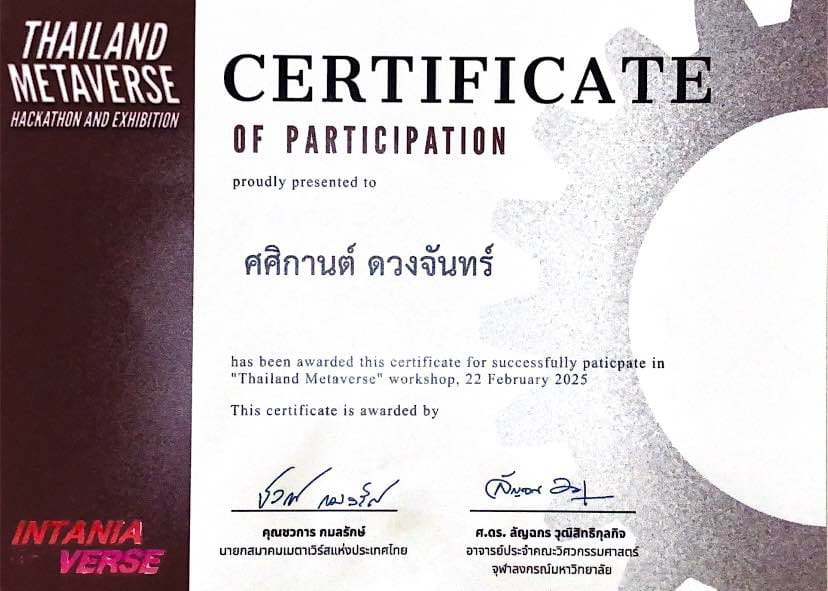 THAILAND
METAVERSE
HACKATHON AND EXHIBITION
CERTIFICATE
OF PARTICIPATION
proudly presented to
ศศิกานต์ ดวงจันทร์
has been awarded this certificate for successfully paticpate in
"Thailand Metaverse" workshop, 22 February 2025
This certificate is awarded by
คุณชวการ กมลรักษ์
นายกสมาคมเมตาเวิร์สแห่งประเทศไทย
ศ.ดร. ลัญฉกร วุฒิสิทธิกุลกิจ
อาจารย์ประจำคณะวิศวกรรมศาสตร์
จุฬาลงกรณ์มหาวิทยาลัย
INTANIA
VERSE